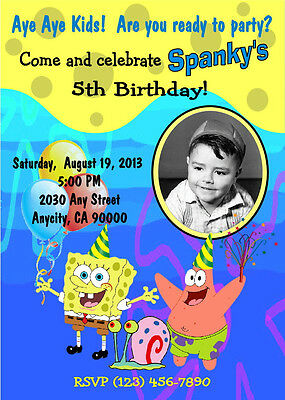 Aye Aye Kids!  Are you ready to party?
Come and celebrate Spanky's
5th Birthday!
Saturday,  August 19, 2013
5:00 PM
2030 Any Street
Anycity, CA 90000
RSVP (123) 456-7890